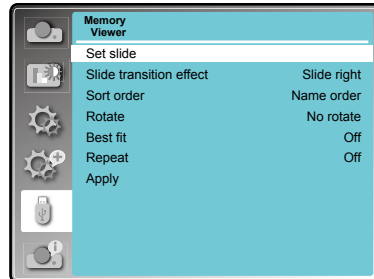 Memory
Viewer
Set slide
Slide transition effect Slide right
Sort order Name order
Rotate No rotate
Best fit Off
Repeat Off
Apply